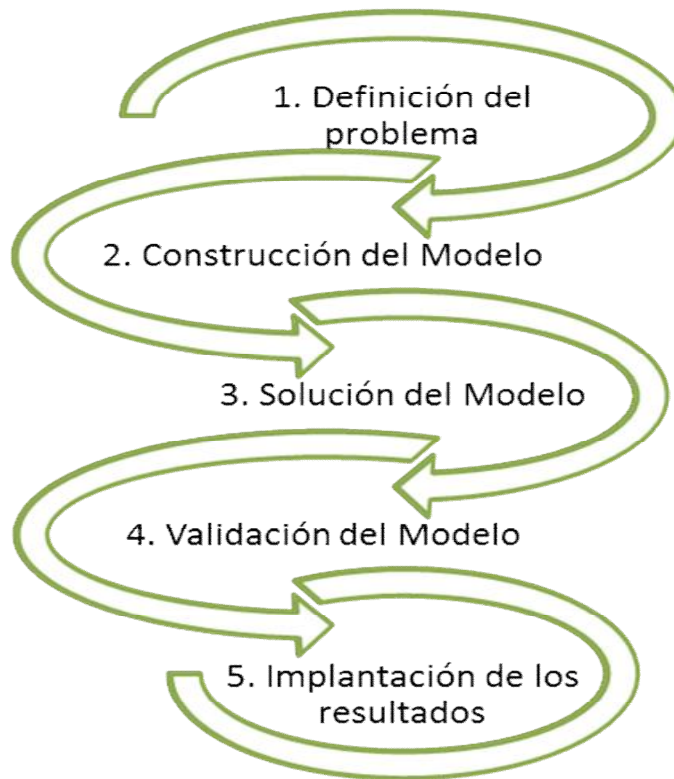 1. Definición del
problema
2. Construcción del Modelo
3. Solución del Modelo
4. Validación del Modelo
5. Implantación de los
resultados